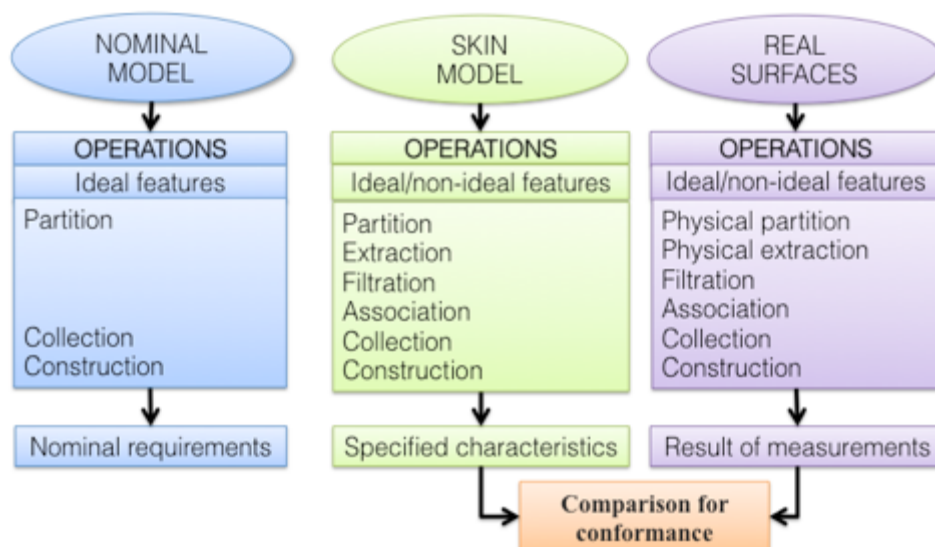 NOMINAL
MODEL
OPERATIONS
Ideal features
Partition
Collection
Construction
Nominal requirements
SKIN
MODEL
OPERATIONS
Ideal/non-ideal features
Partition
Extraction
Filtration
Association
Collection
Construction
Specified characteristics
REAL
SURFACES
OPERATIONS
Ideal/non-ideal features
Physical partition
Physical extraction
Filtration
Association
Collection
Construction
Result of measurements
Comparison for
conformance